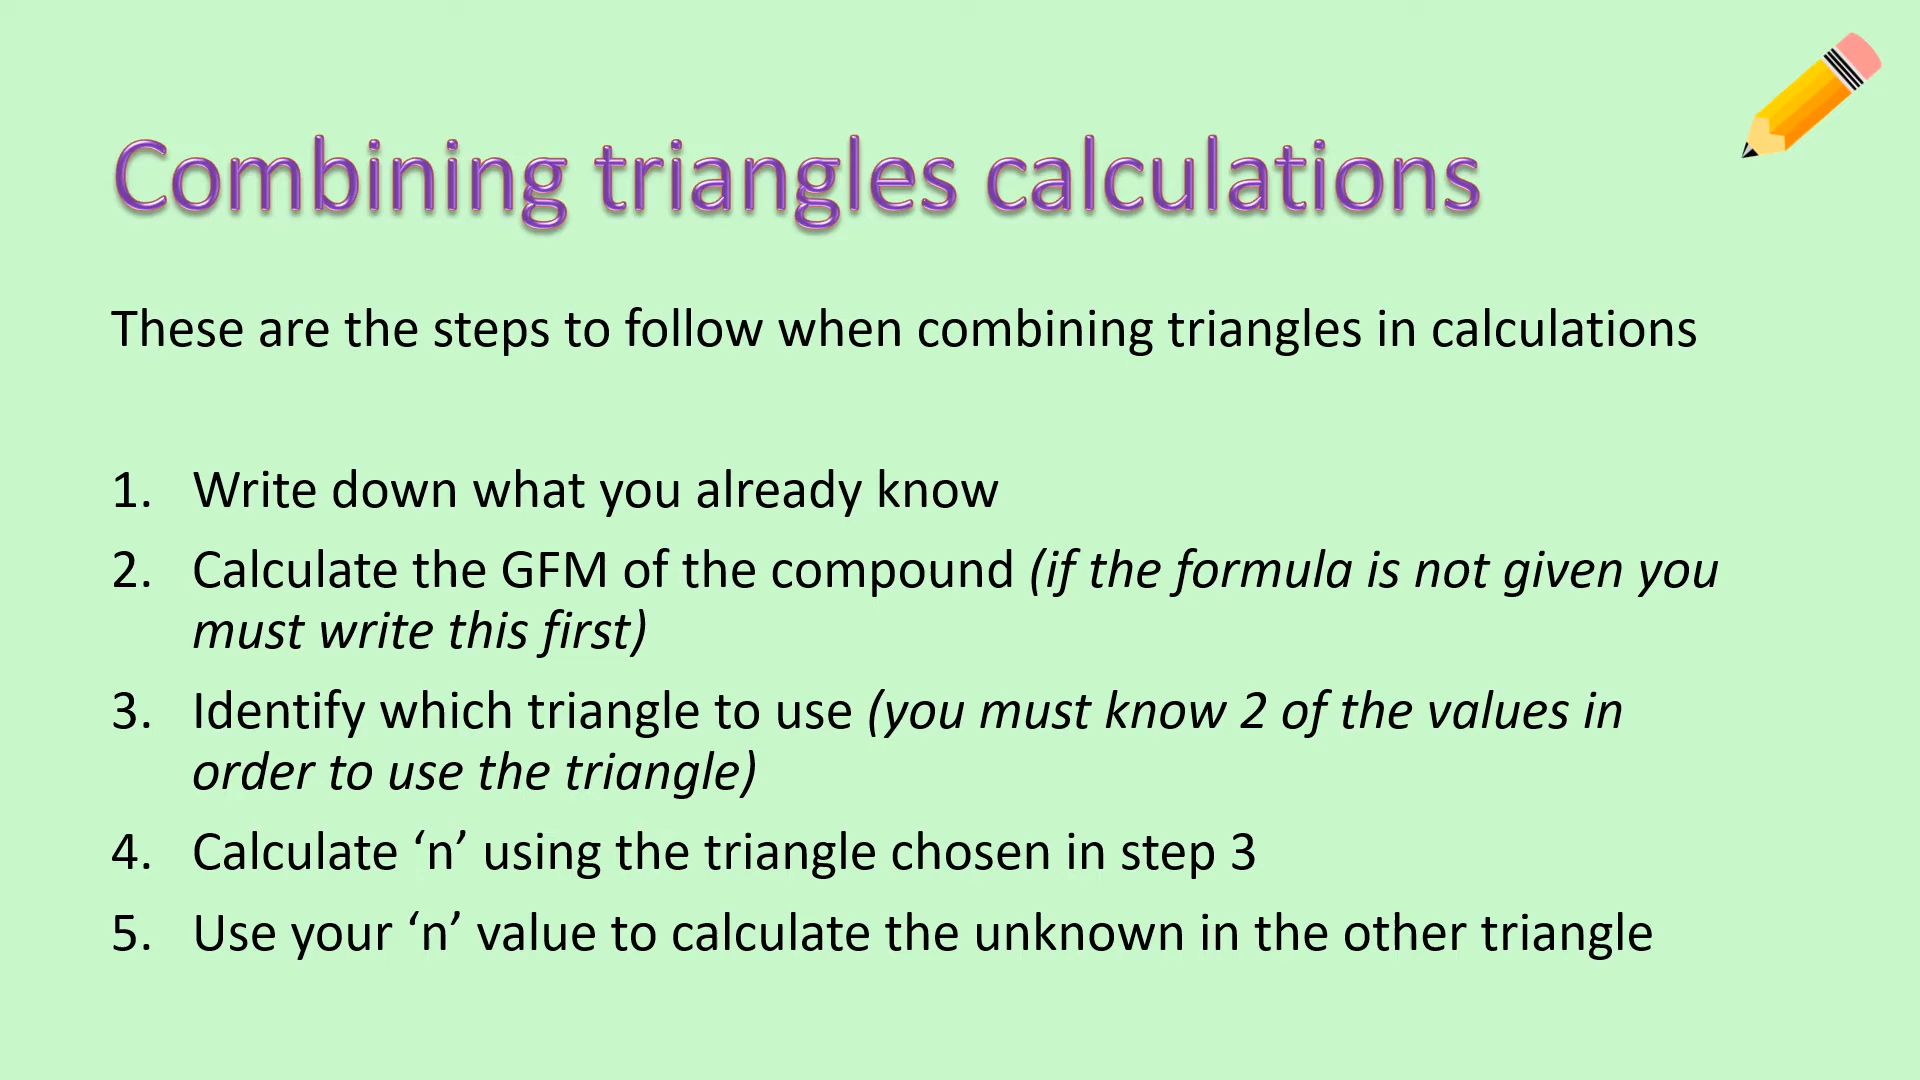 Combining triangles calculations
These are the steps to follow when combining triangles in calculations
1. Write down what you already know
2. Calculate the GFM of the compound (if the formula is not given you
must write this first)
3. Identify which triangle to use (you must know 2 of the values in
order to use the triangle)
4. Calculate ‘n’ using the triangle chosen in step 3
5. Use your ‘n’ value to calculate the unknown in the other triangle